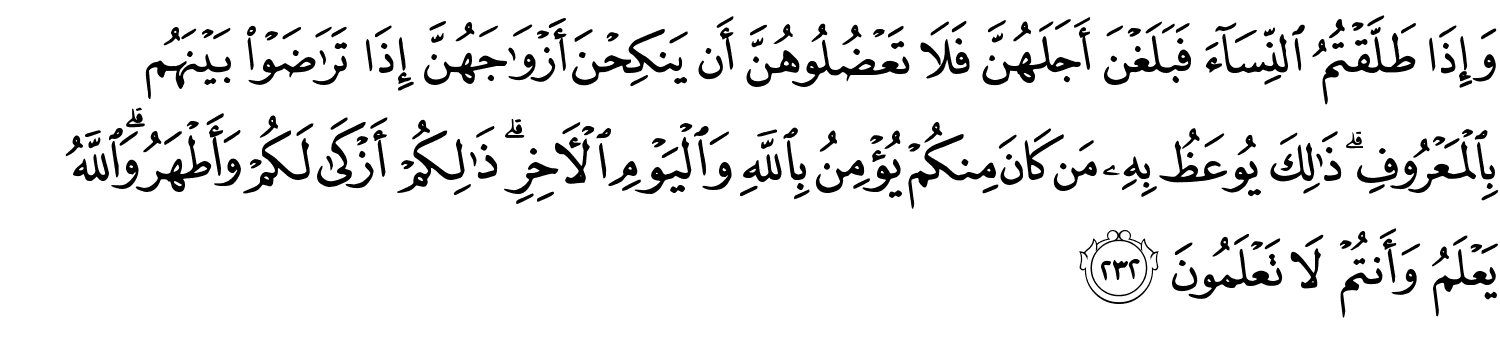 وَإِذَا طَلَّقْتُمُ ٱلنِّسَآءَ فَبَلَغْنَ أَجَلَهُنَّ فَلَا تَعْضُلُوهُنَّ أَن يَنكِحْنَ أَزْوَٰجَهُنَّ إِذَا تَرَٰضَوْا۟ بَيْنَهُم
بِٱلْمَعْرُوفِ ۗ ذَٰلِكَ يُوعَظُ بِهِۦ مَن كَانَ مِنكُمْ يُؤْمِنُ بِٱللَّهِ وَٱلْيَوْمِ ٱلْـَٔاخِرِ ۗ ذَٰلِكُمْ أَزْكَىٰ لَكُمْ وَأَطْهَرُ ۗ وَٱللَّهُ
يَعْلَمُ وَأَنتُمْ لَا تَعْلَمُونَ ٢٣٢